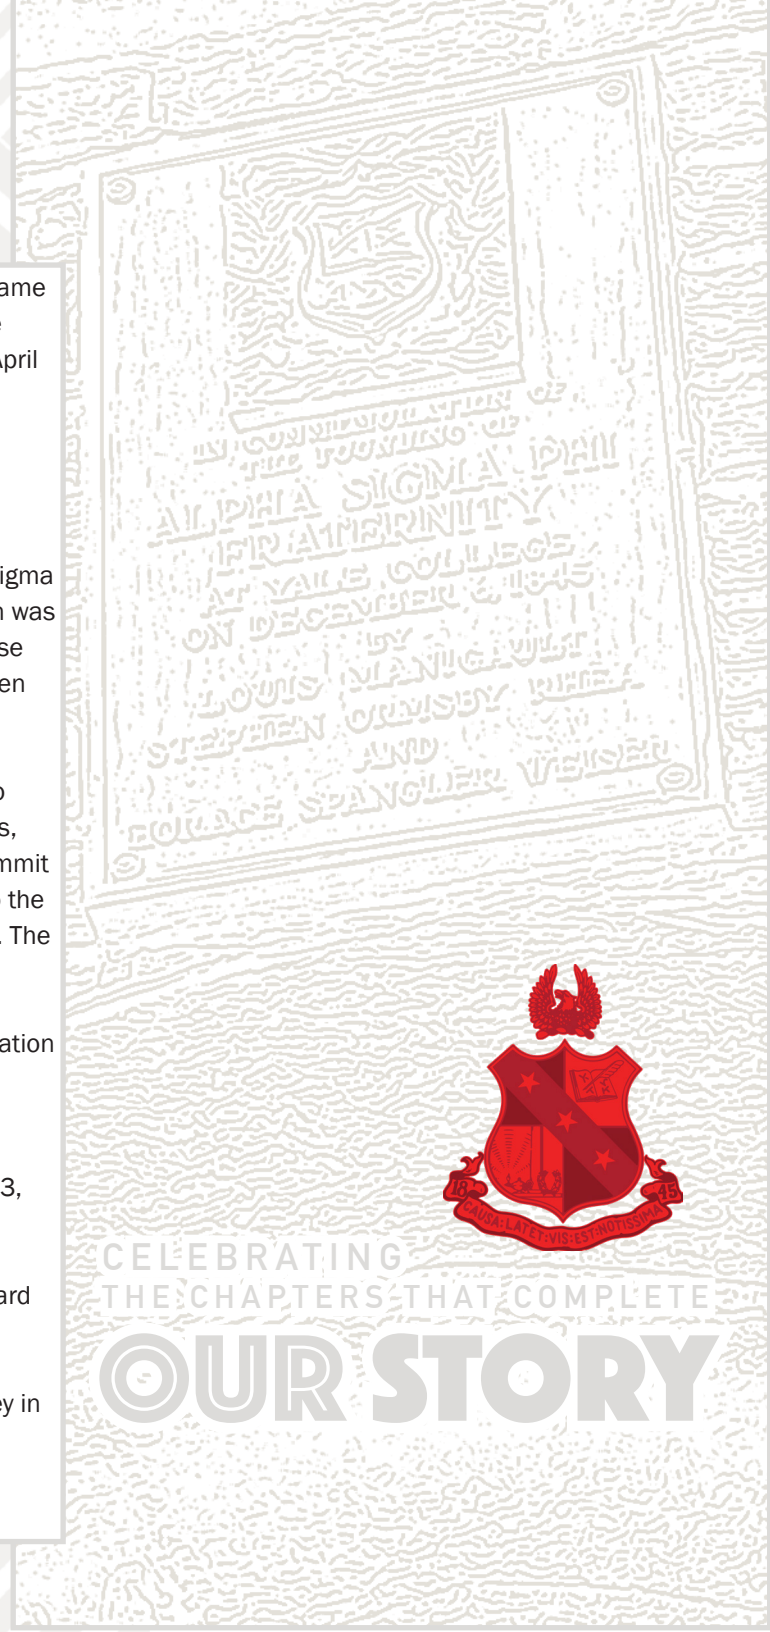 ame
April
igma
n was
se
en
s,
mmit
the
. The
ation
3,
ard
ey in
IN COMMEMORATION OF
THE FOUNDING OF
ALPHA SIGMA PHI
FRATERNITY
AT YALE COLLEGE
ON DECEMBER 6, 1845
BY
LOUIS MANIGAULT
STEPHEN ORMSBY RHEA
AND
HORACE SPANGLER WEISER
18 45
CAUSA·LATET·VIS·EST·NOTISSIMA
CELEBRATING
THE CHAPTERS THAT COMPLETE
OUR STORY